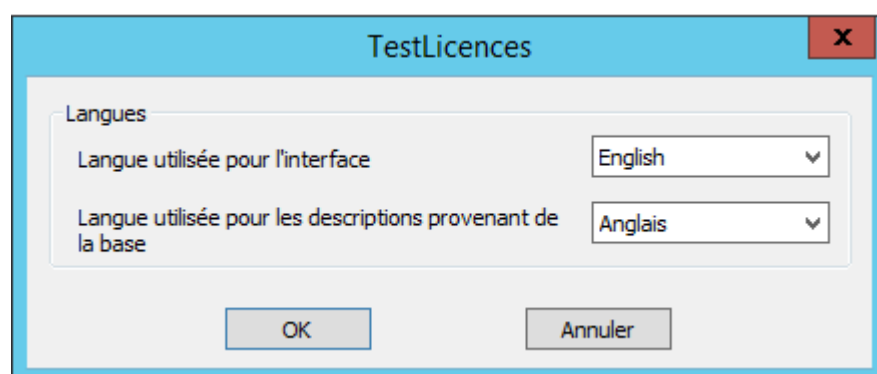 TestLicences
x
Langues
Langue utilisée pour l'interface
English
Langue utilisée pour les descriptions provenant de
la base
Anglais
OK
Annuler